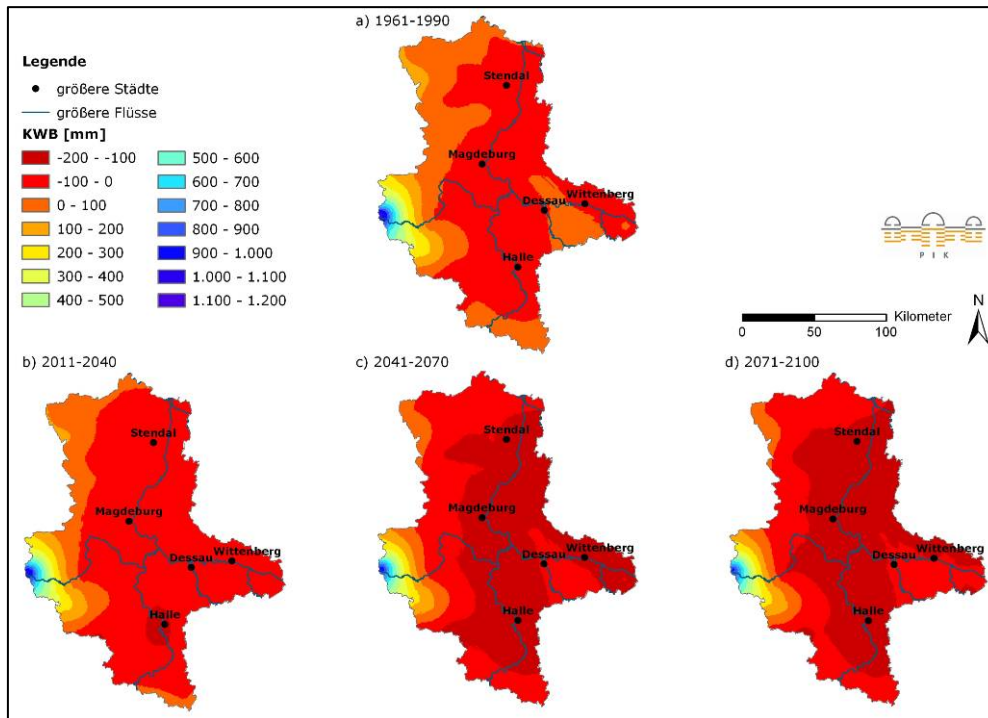 a) 1961-1990
Legende
größere Städte
größere Flüsse
KWB [mm]
-200 - -100
-100 - 0
0 - 100
100 - 200
200 - 300
300 - 400
400 - 500
500 - 600
600 - 700
700 - 800
800 - 900
900 - 1.000
1.000 - 1.100
1.100 - 1.200
Stendal
Magdeburg
Dessau
Wittenberg
Halle
P I K
N
Kilometer
0 50 100
b) 2011-2040
Stendal
Magdeburg
Dessau
Wittenberg
Halle
c) 2041-2070
Stendal
Magdeburg
Dessau
Wittenberg
Halle
d) 2071-2100
Stendal
Magdeburg
Dessau
Wittenberg
Halle